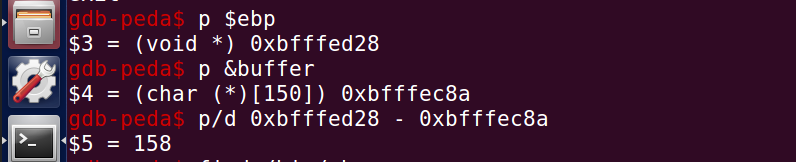 gdb-peda$ p $ebp
$3 = (void *) 0xbfffed28
gdb-peda$ p &buffer
$4 = (char (*)[150]) 0xbfffec8a
gdb-peda$ p/d 0xbfffed28 - 0xbfffec8a
$5 = 158